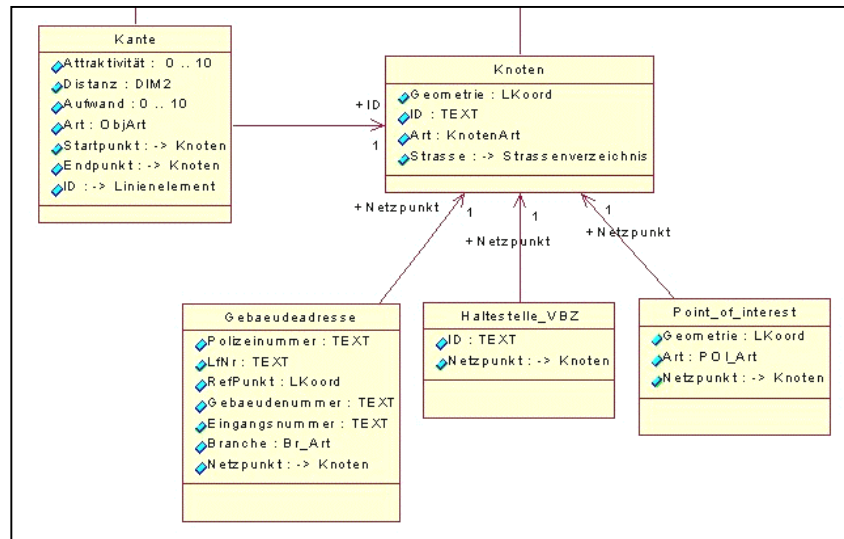 Kante
Attraktivität : 0 .. 10
Distanz : DIM2
Aufwand : 0 .. 10
Art : ObjArt
Startpunkt : -> Knoten
Endpunkt : -> Knoten
ID : -> Linienelement
+ ID
1
Knoten
Geometrie : LKoord
ID : TEXT
Art : KnotenArt
Strasse : -> Strassenverzeichnis
+ Netzpunkt
1
+ Netzpunkt
1
+ Netzpunkt
1
Gebaeudeadresse
Polizeinummer : TEXT
LfNr : TEXT
RefPunkt : LKoord
Gebaeudenummer : TEXT
Eingangsnummer : TEXT
Branche : Br_Art
Netzpunkt : -> Knoten
Haltestelle_VBZ
ID : TEXT
Netzpunkt : -> Knoten
Point_of_interest
Geometrie : LKoord
Art : POI_Art
Netzpunkt : -> Knoten